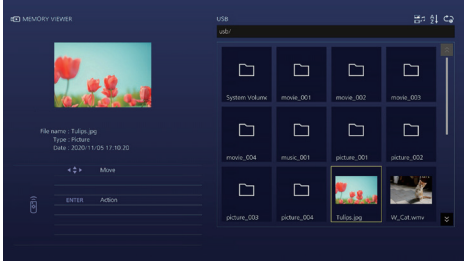 MEMORY VIEWER
File name : Tulips.jpg
Type : Picture
Date : 2020/11/05 17:10:20
Move
ENTER Action
USB
usb/
System Volume
movie_001
movie_002
movie_003
movie_004
music_001
picture_001
picture_002
picture_003
picture_004
Tulips.jpg
W_Cat.wmv